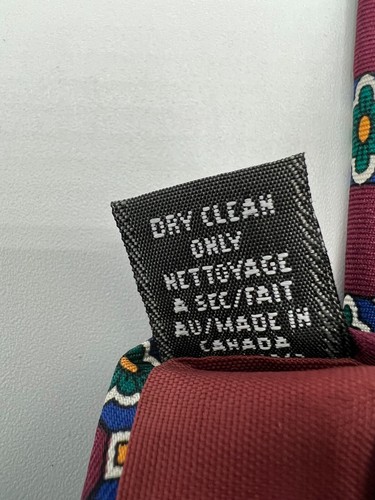 DRY CLEAN
ONLY
NETTOYAGE
A SEC/FAIT
AU/MADE IN
CANADA